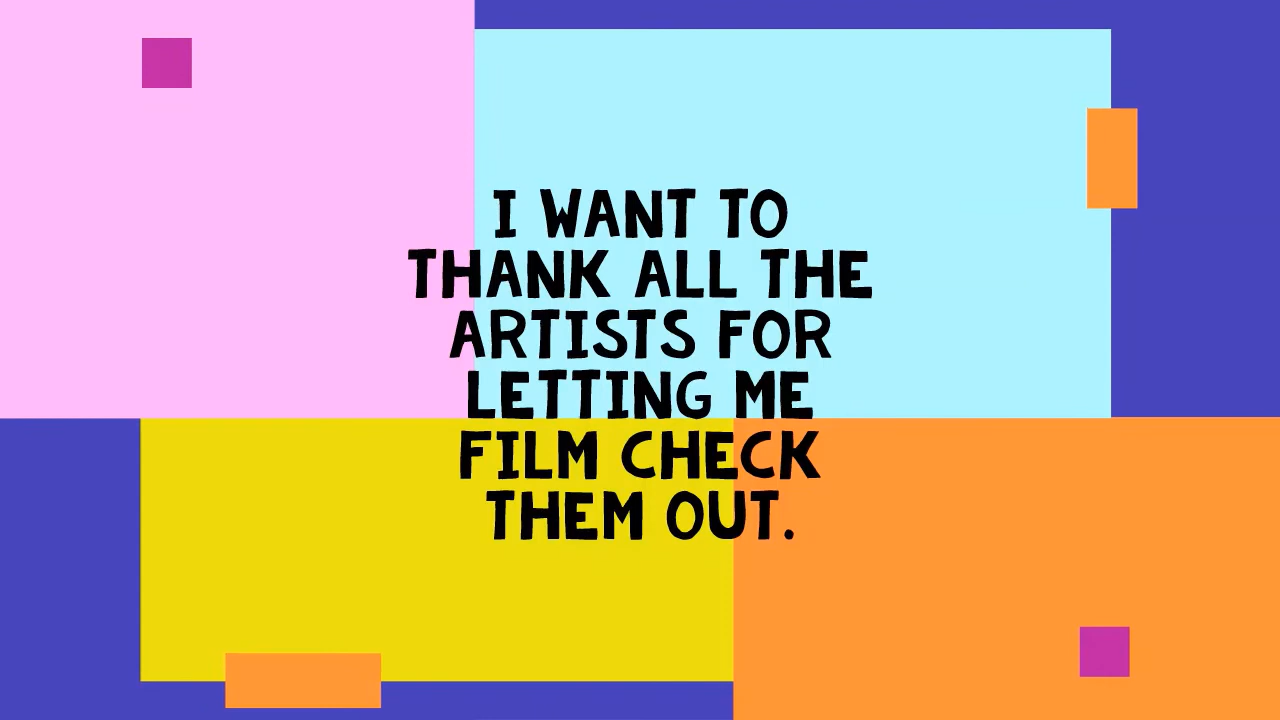 I WANT TO
THANK ALL THE
ARTISTS FOR
LETTING ME
FILM CHECK
THEM OUT.